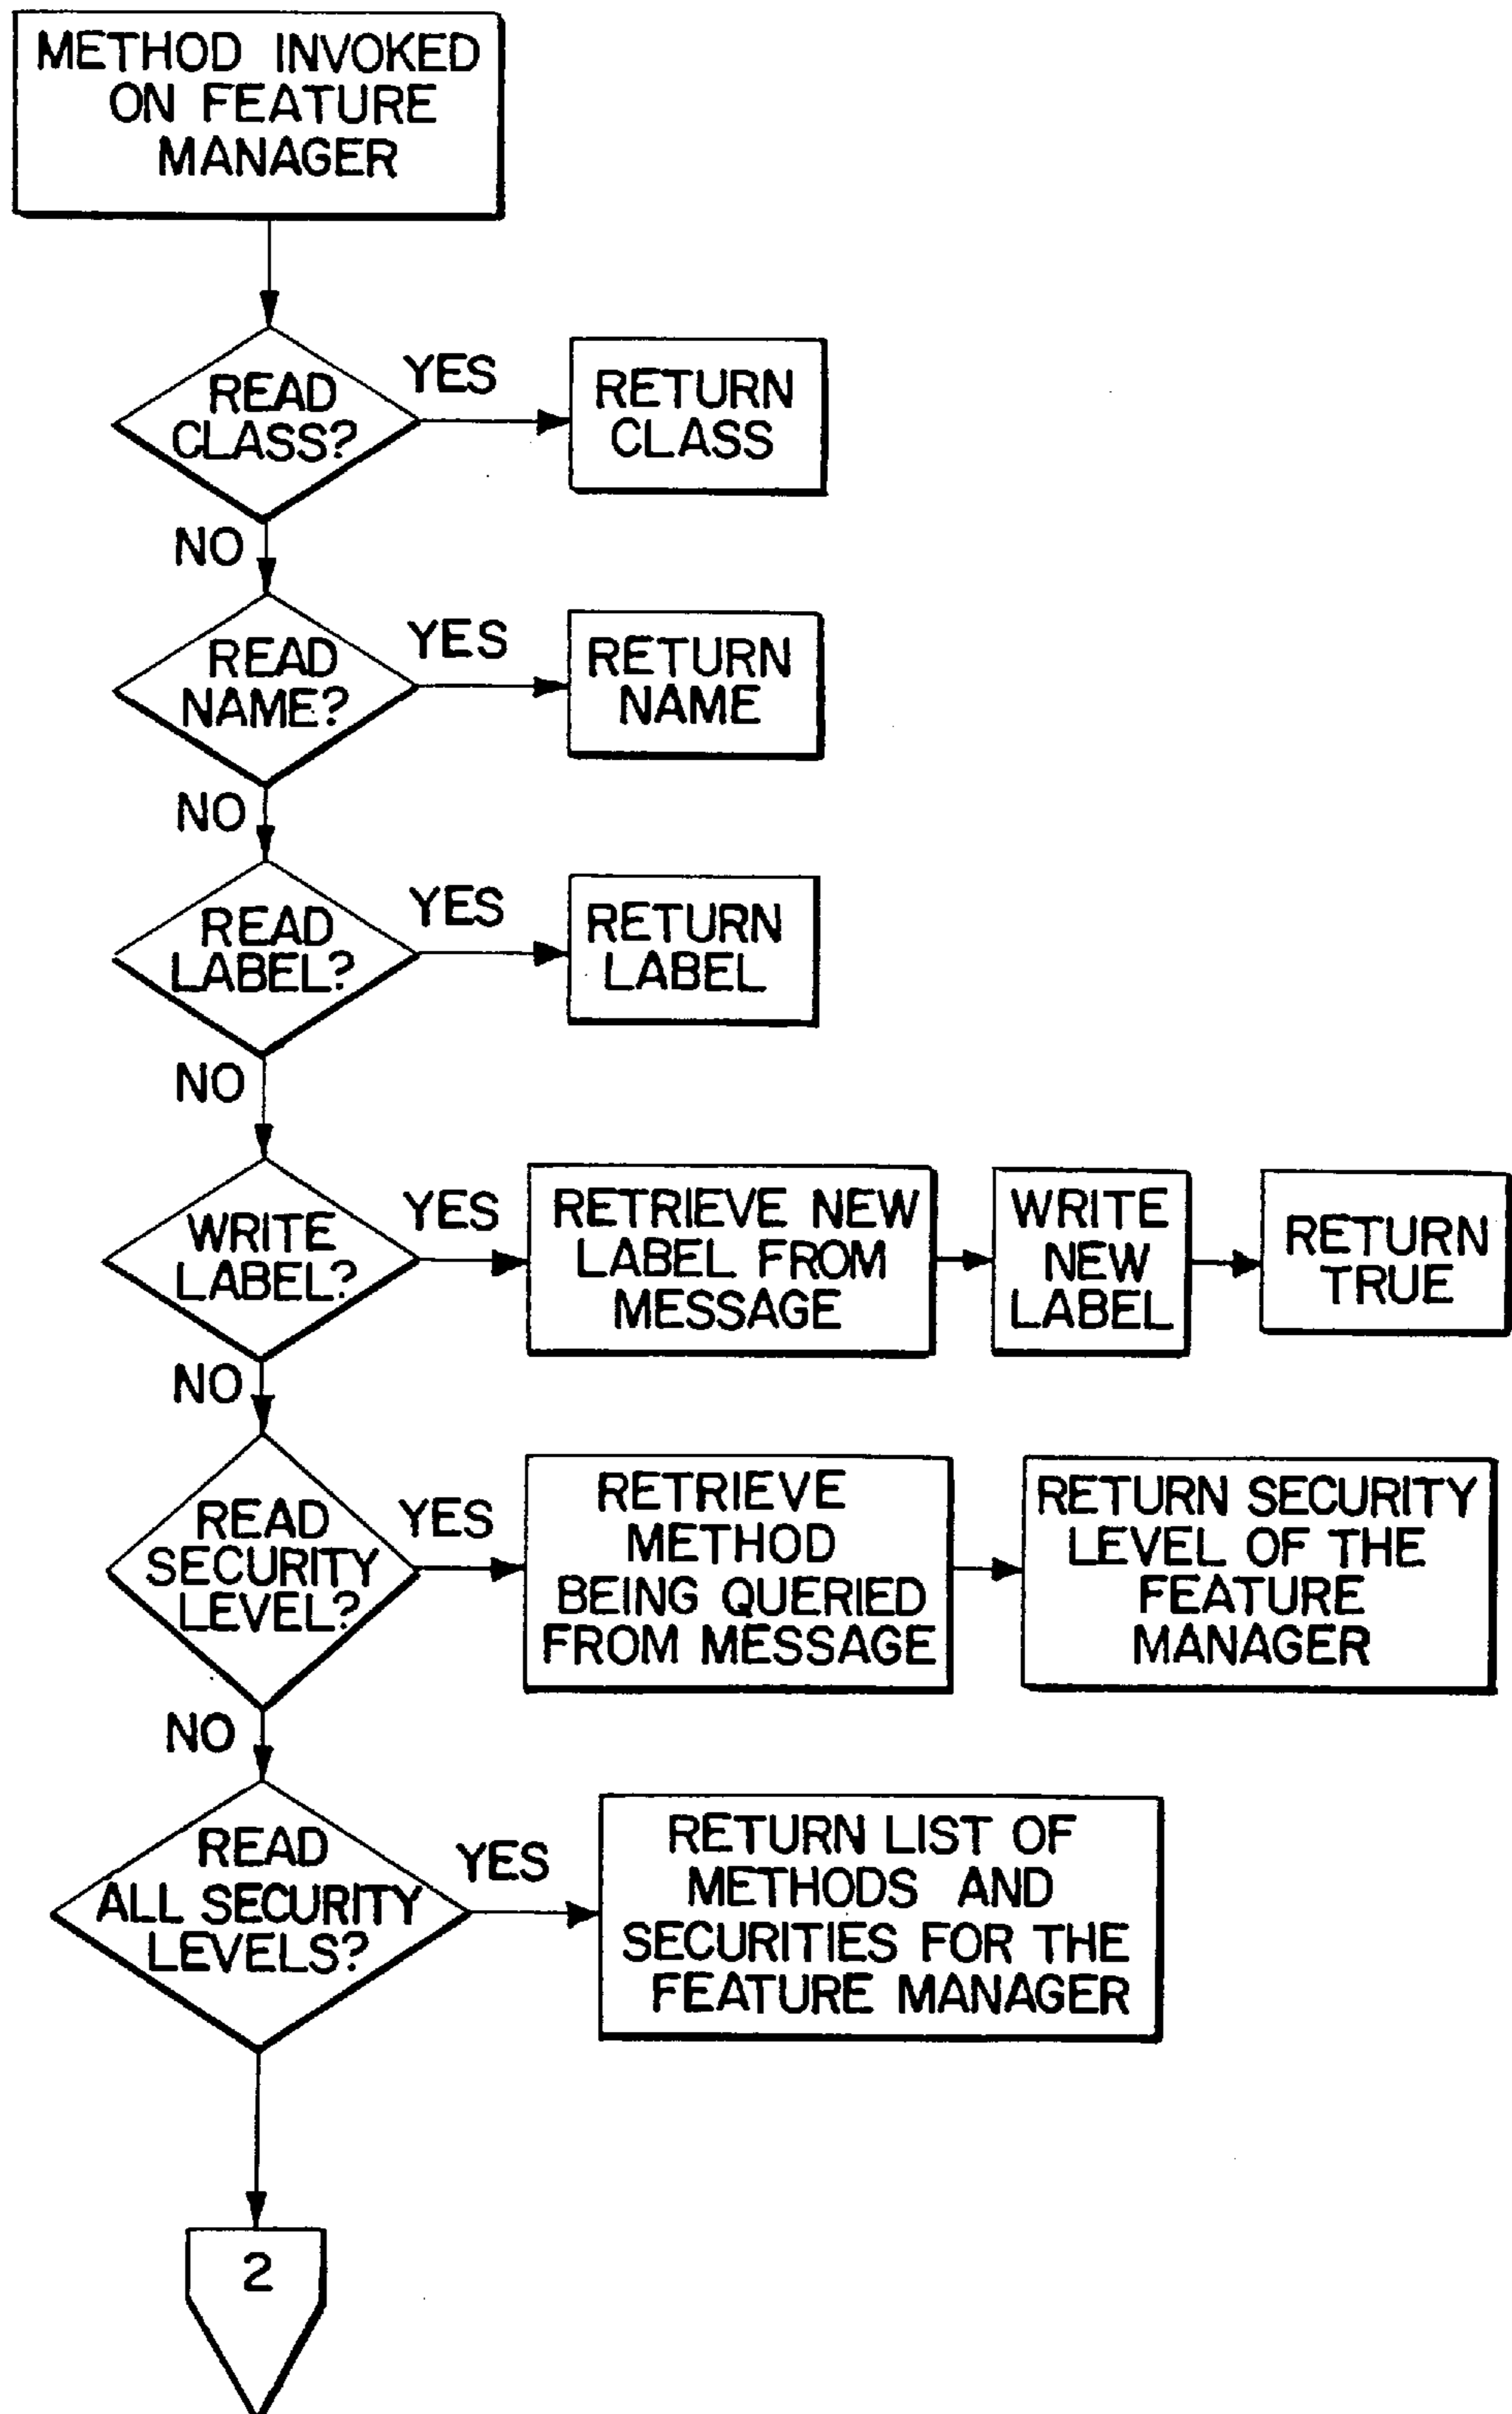 METHOD INVOKED
ON FEATURE
MANAGER
READ
CLASS?
YES
RETURN
CLASS
NO
READ
NAME?
YES
RETURN
NAME
NO
READ
LABEL?
YES
RETURN
LABEL
NO
WRITE
LABEL?
YES
RETRIEVE NEW
LABEL FROM
MESSAGE
WRITE
NEW
LABEL
RETURN
TRUE
NO
READ
SECURITY
LEVEL?
YES
RETRIEVE
METHOD
BEING QUERIED
FROM MESSAGE
RETURN SECURITY
LEVEL OF THE
FEATURE
MANAGER
NO
READ
ALL SECURITY
LEVELS?
YES
RETURN LIST OF
METHODS AND
SECURITIES FOR THE
FEATURE MANAGER
2